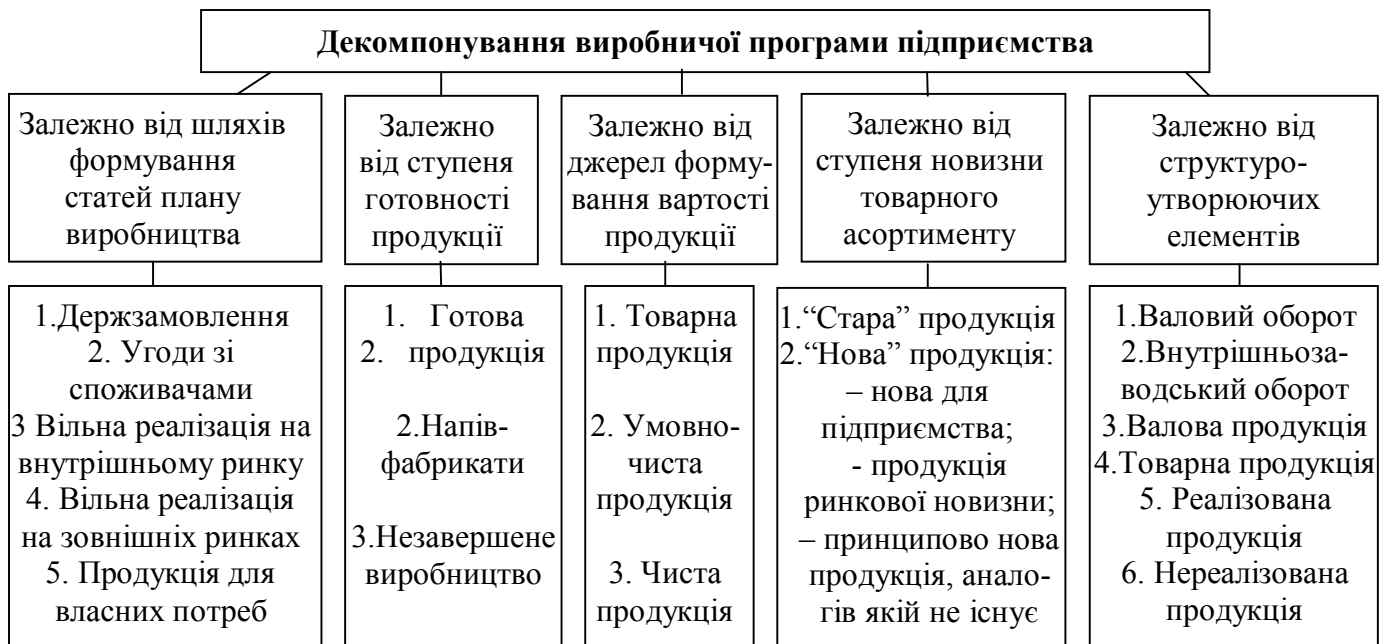 Декомпонування виробничої програми підприємства
Залежно від шляхів
формування
статей плану
виробництва
Залежно
від ступеня
готовності
продукції
Залежно від
джерел форму-
вання вартості
продукції
Залежно від
ступеня новизни
товарного
асортименту
Залежно від
структуро-
утворюючих
елементів
1.Держзамовлення
2. Угоди зі
споживачами
3 Вільна реалізація на
внутрішньому ринку
4. Вільна реалізація
на зовнішніх ринках
5. Продукція для
власних потреб
1. Готова
2. продукція
2.Напів-
фабрикати
3.Незавершене
виробництво
1. Товарна
продукція
2. Умовно-
чиста
продукція
3. Чиста
продукція
1.“Стара” продукція
2.“Нова” продукція:
– нова для
підприємства;
- продукція
ринкової новизни;
– принципово нова
продукція, анало-
гів якій не існує
1.Валовий оборот
2.Внутрішньоза-
водський оборот
3.Валова продукція
4.Товарна продукція
5. Реалізована
продукція
6. Нереалізована
продукція